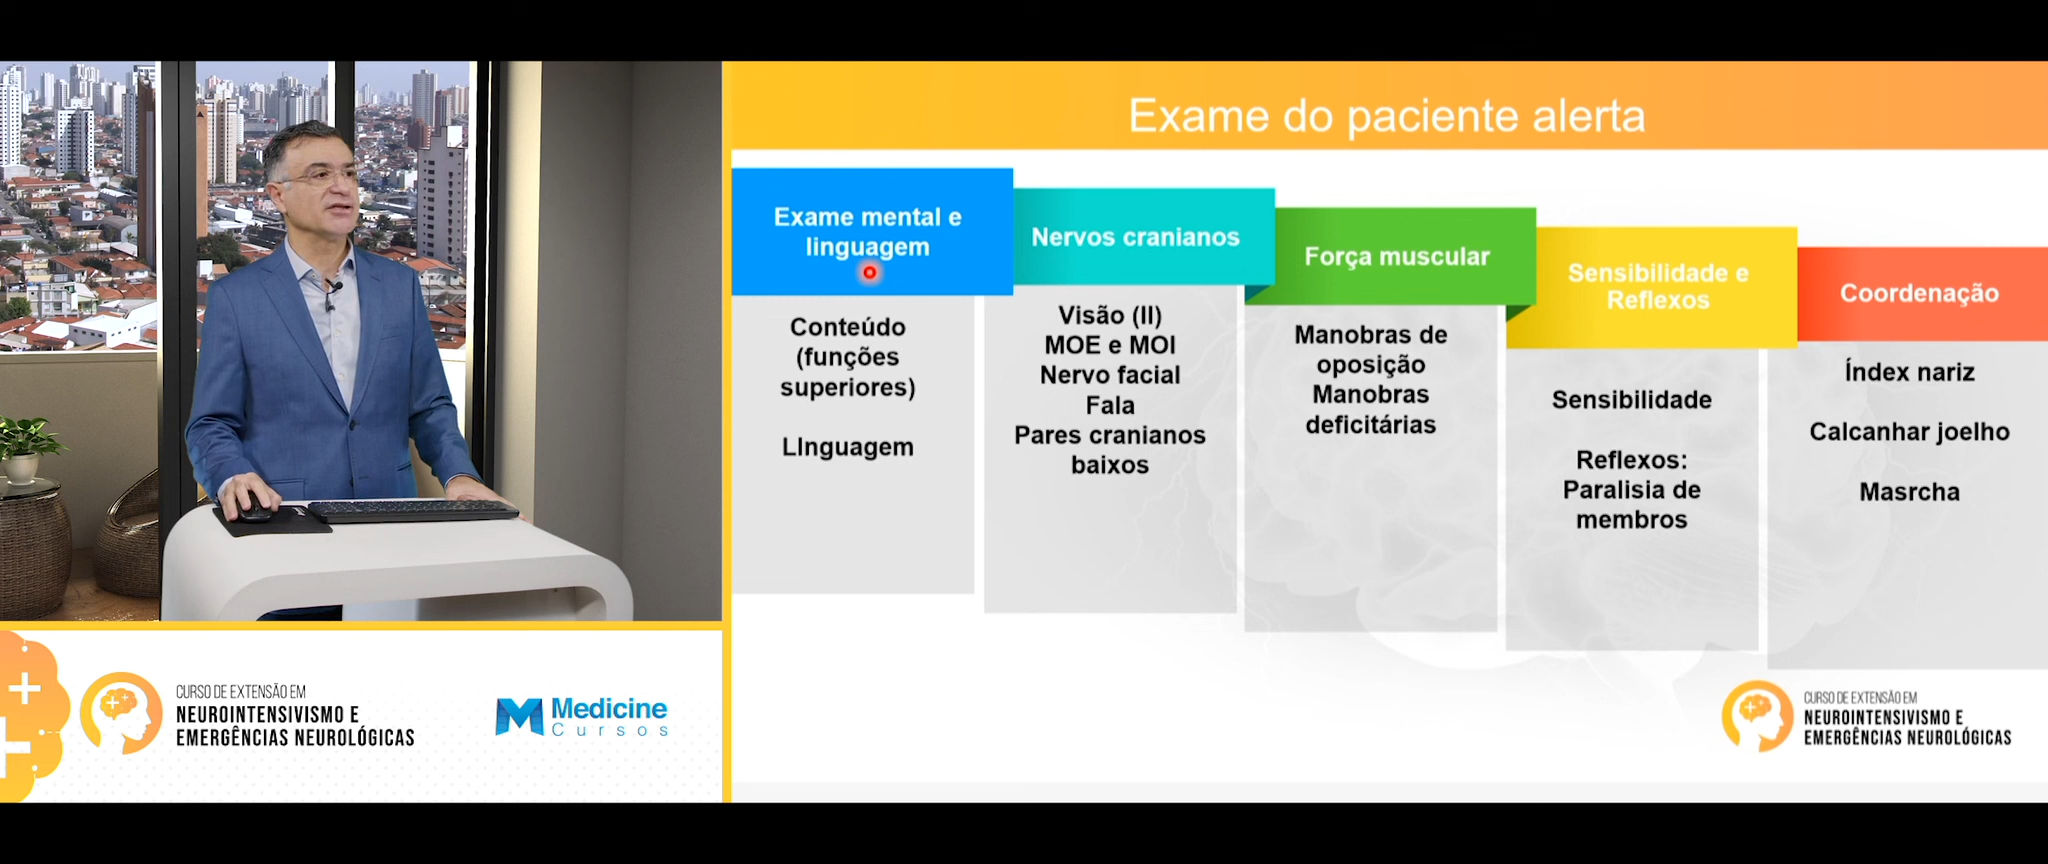 Exame do paciente alerta
Exame mental e
linguagem
Conteúdo
(funções
superiores)
LInguagem
Nervos cranianos
Visão (II)
MOE e MOI
Nervo facial
Fala
Pares cranianos
baixos
Força muscular
Manobras de
oposição
Manobras
deficitárias
Sensibilidade e
Reflexos
Sensibilidade
Reflexos:
Paralisia de
membros
Coordenação
Índex nariz
Calcanhar joelho
Masrcha
CURSO DE EXTENSÃO EM
NEUROINTENSIVISMO E
EMERGÊNCIAS NEUROLÓGICAS
Medicine
Cursos
CURSO DE EXTENSÃO EM
NEUROINTENSIVISMO E
EMERGÊNCIAS NEUROLÓGICAS